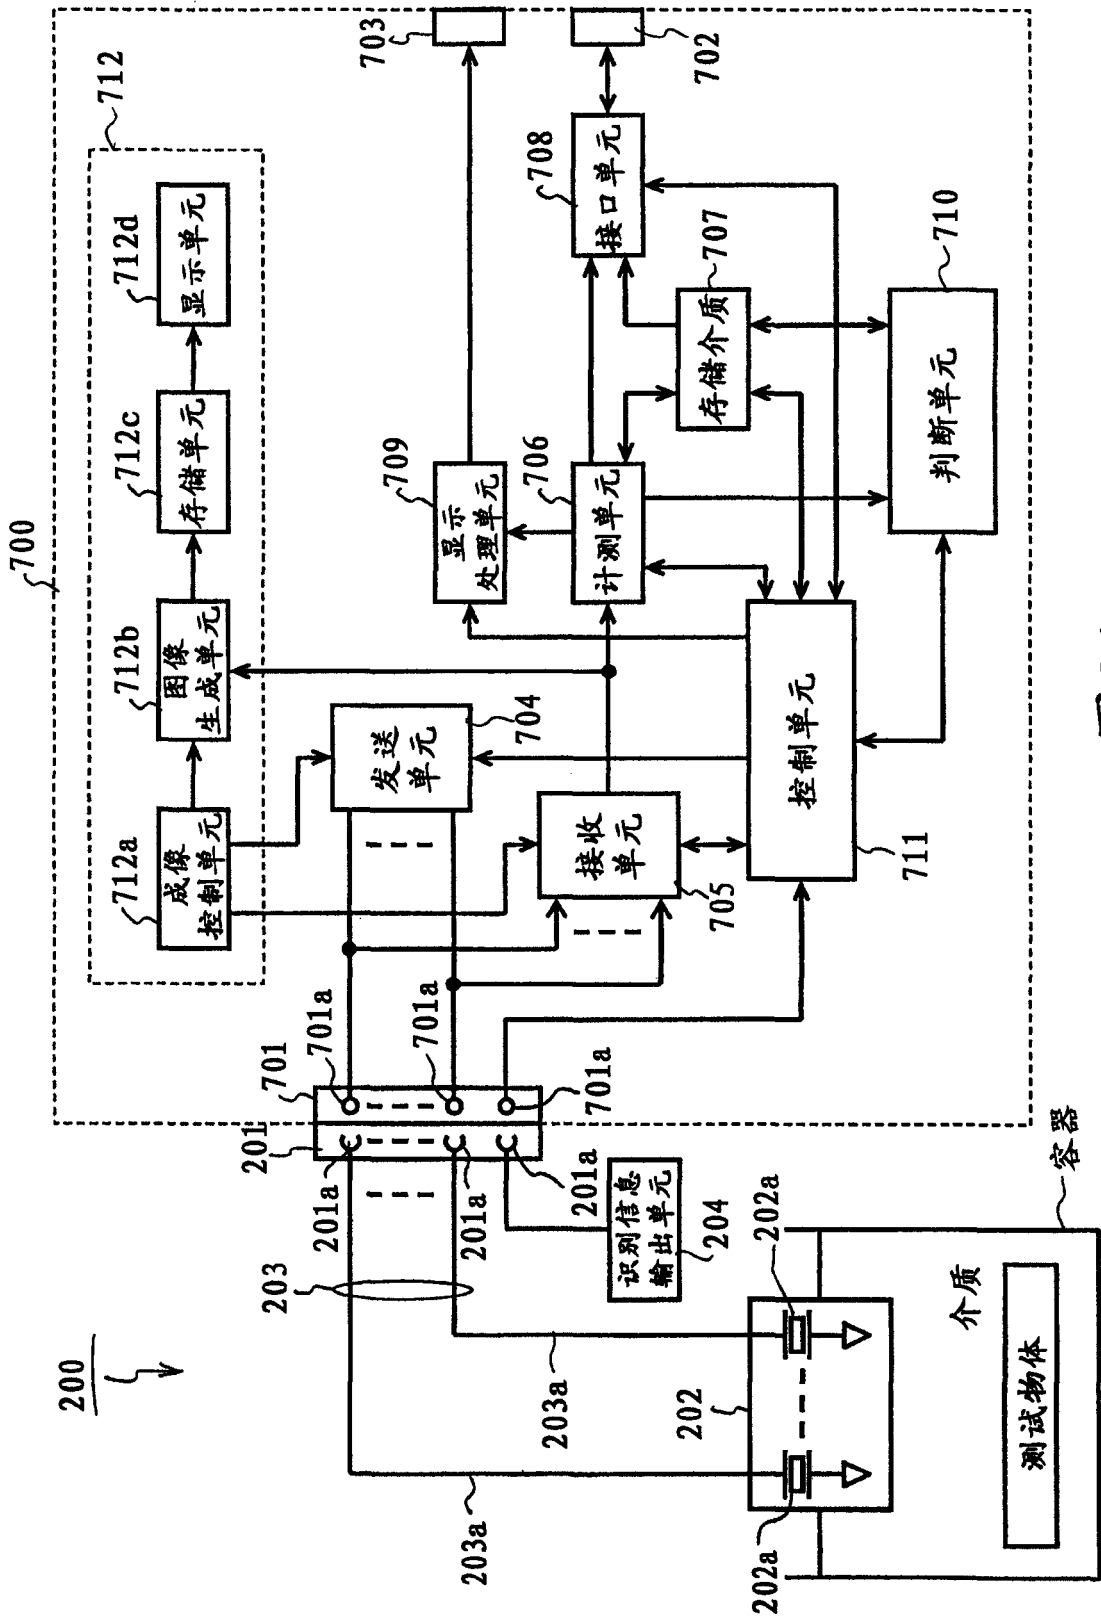 700
712
712a
成像
控制单元
712b
图像
生成单元
712c
存储单元
712d
显示单元
703
702
709
显示
处理单元
706
计测单元
708
接口单元
707
存储介质
710
判断单元
704
发送
单元
705
接收
单元
711
控制单元
701
701a
701a
701a
201
201a
201a
201a
203
203a
203a
204
识别信息
输出单元
200
202
202a
202a
容器
介质
测试物体